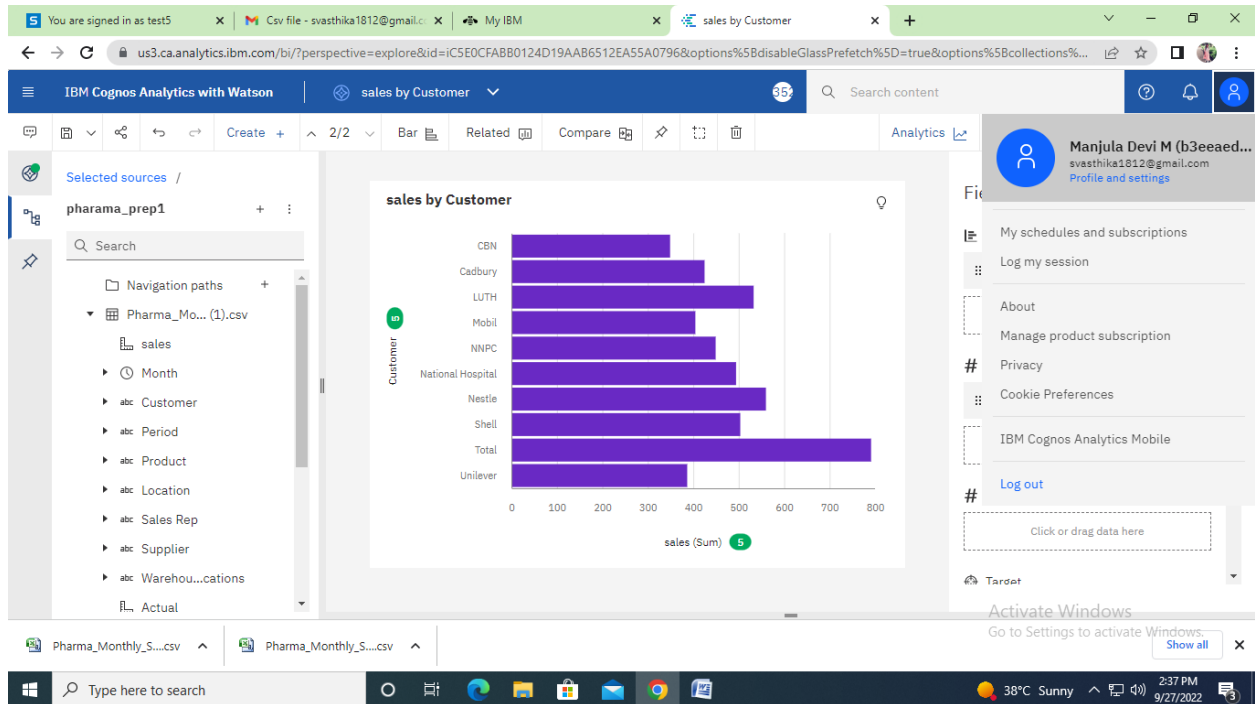 You are signed in as test5
Csv file - svasthika1812@gmail.c
My IBM
sales by Customer
us3.ca.analytics.ibm.com/bi/?perspective=explore&id=iC5E0CFABB0124D19AAB6512EA55A0796&options%5BdisableGlassPrefetch%5D=true&options%5Bcollections%...
IBM Cognos Analytics with Watson
sales by Customer
352
Search content
Create +
2/2
Bar
Related
Compare
Analytics
Selected sources /
pharama_prep1
Search
Navigation paths
Pharma_Mo... (1).csv
sales
Month
abc Customer
abc Period
abc Product
abc Location
abc Sales Rep
abc Supplier
abc Warehou...cations
Actual
sales by Customer
CBN
Cadbury
LUTH
Mobil
NNPC
National Hospital
Nestle
Shell
Total
Unilever
Customer
5
0 100 200 300 400 500 600 700 800
sales (Sum) 5
Manjula Devi M (b3eeaed...
svasthika1812@gmail.com
Profile and settings
My schedules and subscriptions
Log my session
About
Manage product subscription
Privacy
Cookie Preferences
IBM Cognos Analytics Mobile
Log out
#
#
Click or drag data here
Target
Activate Windows
Go to Settings to activate Windows.
Pharma_Monthly_S....csv
Pharma_Monthly_S....csv
Show all
Type here to search
38°C Sunny
2:37 PM
9/27/2022
3